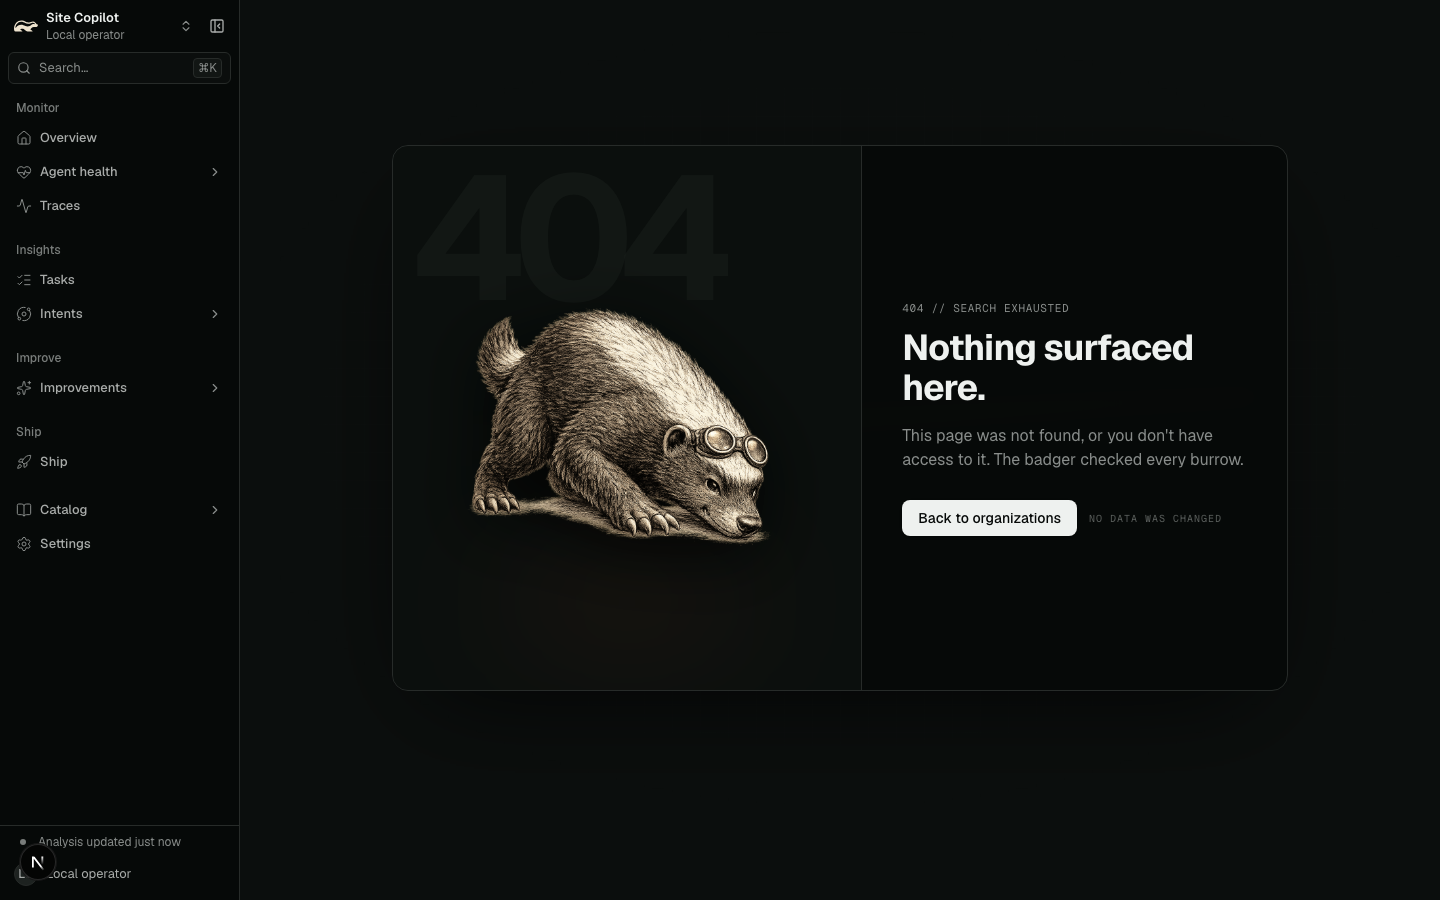 Site Copilot
Local operator
Search...
⌘K
Monitor
Overview
Agent health
Traces
Insights
Tasks
Intents
Improve
Improvements
Ship
Ship
Catalog
Settings
Analysis updated just now
N
Local operator
404
404 // SEARCH EXHAUSTED
Nothing surfaced
here.
This page was not found, or you don't have
access to it. The badger checked every burrow.
Back to organizations
NO DATA WAS CHANGED